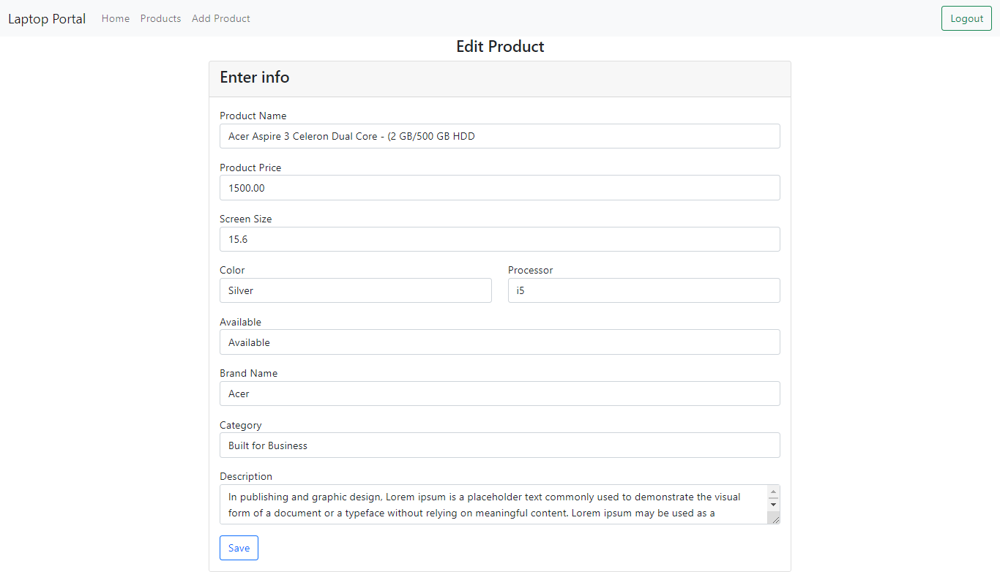 Laptop Portal Home Products Add Product Logout
Edit Product
Enter info
Product Name
Acer Aspire 3 Celeron Dual Core - (2 GB/500 GB HDD
Product Price
1500.00
Screen Size
15.6
Color Processor
Silver i5
Available
Available
Brand Name
Acer
Category
Built for Business
Description
In publishing and graphic design, Lorem ipsum is a placeholder text commonly used to demonstrate the visual
form of a document or a typeface without relying on meaningful content. Lorem ipsum may be used as a
Save